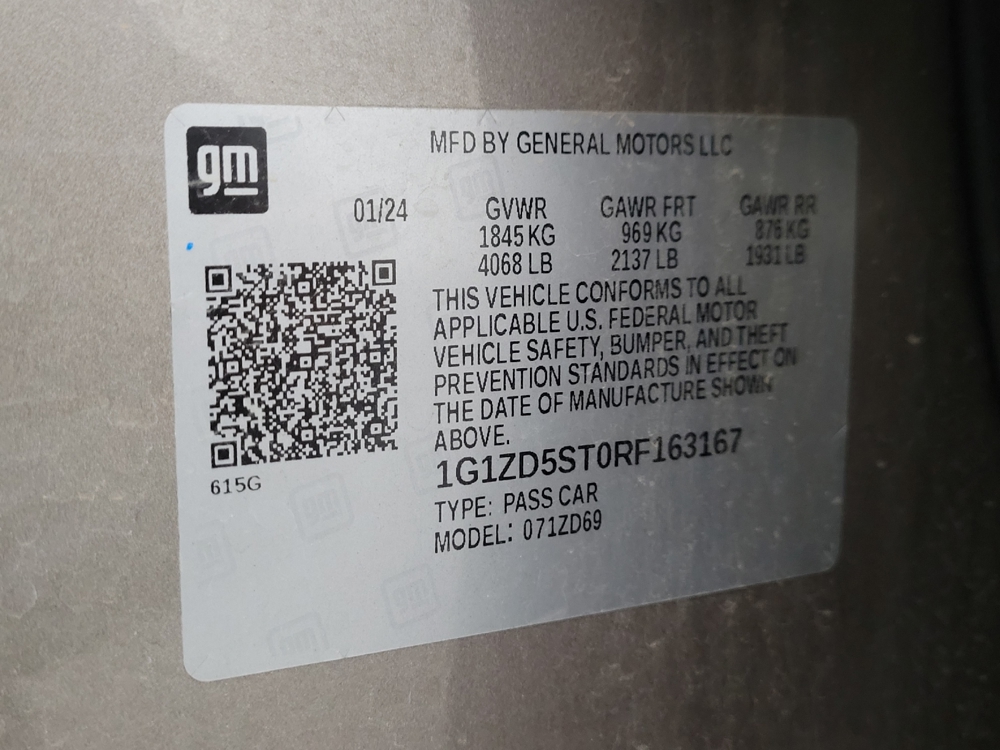 gm
MFD BY GENERAL MOTORS LLC
01/24 GVWR GAWR FRT GAWR RR
1845 KG 969 KG 876 KG
4068 LB 2137 LB 1931 LB
THIS VEHICLE CONFORMS TO ALL
APPLICABLE U.S. FEDERAL MOTOR
VEHICLE SAFETY, BUMPER, AND THEFT
PREVENTION STANDARDS IN EFFECT ON
THE DATE OF MANUFACTURE SHOWN
ABOVE.
1G1ZD5ST0RF163167
615G
TYPE: PASS CAR
MODEL: 071ZD69